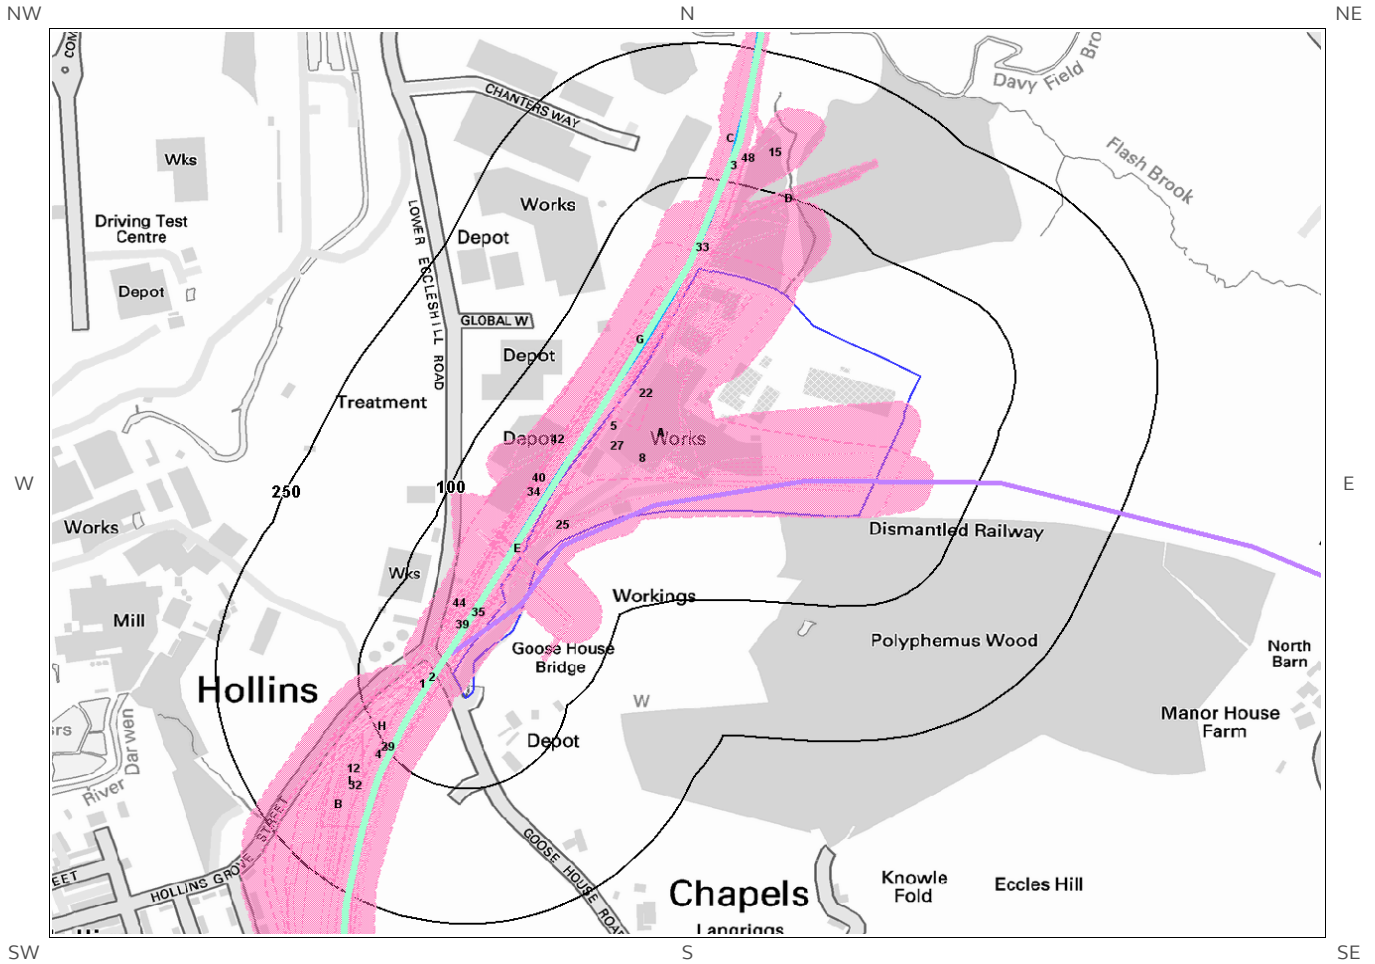 NW
N
NE
COM
Davy Field Bro
CHANTERS WAY
C
48
15
3
Flash Brook
Wks
D
Works
Driving Test
Centre
LOWER ECCLESHILL ROAD
Depot
33
Depot
GLOBAL W
G
Depot
22
Treatment
5
A
42
Depot
Works
27
8
40
W
100
E
250
34
Works
25
Dismantled Railway
E
Wks
Workings
44
35
39
Mill
Polyphemus Wood
Goose House
Bridge
North
Barn
2
1
Hollins
W
Manor House
Farm
H
srs
River Darwen
39
4
Depot
12
I
32
B
HOLLINS GROVE STREET
GOOSE HOUSE ROAD
EET
Knowle
Fold
Eccles Hill
Chapels
Langriggs
SW
S
SE